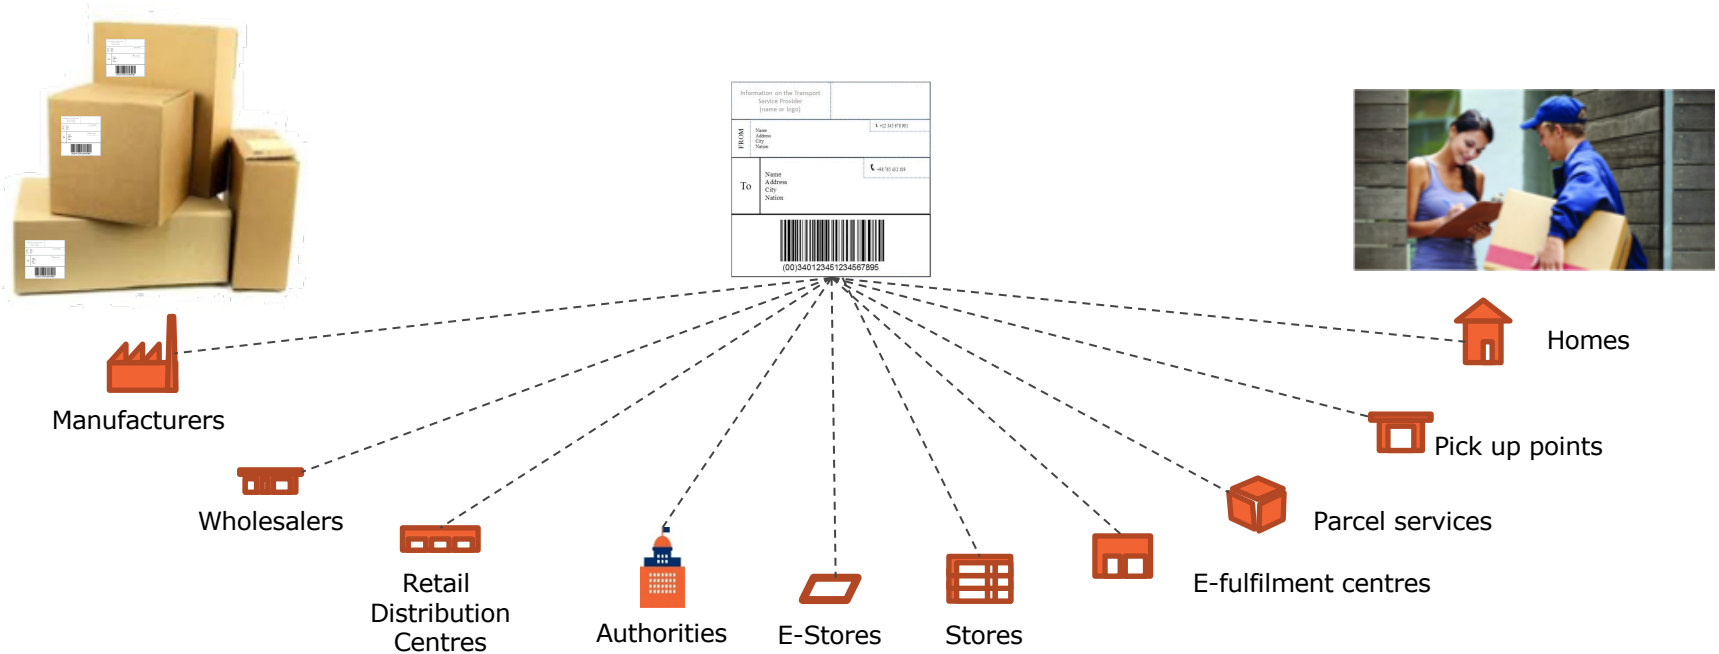 Information on the Transport
Service Provider
(name or logo)
FROM
Name
Address
City
Nation
To
Name
Address
City
Nation
(00)340123451234567895
Homes
Manufacturers
Pick up points
Wholesalers
Parcel services
Retail
Distribution
Centres
E-fulfilment centres
Authorities
E-Stores
Stores